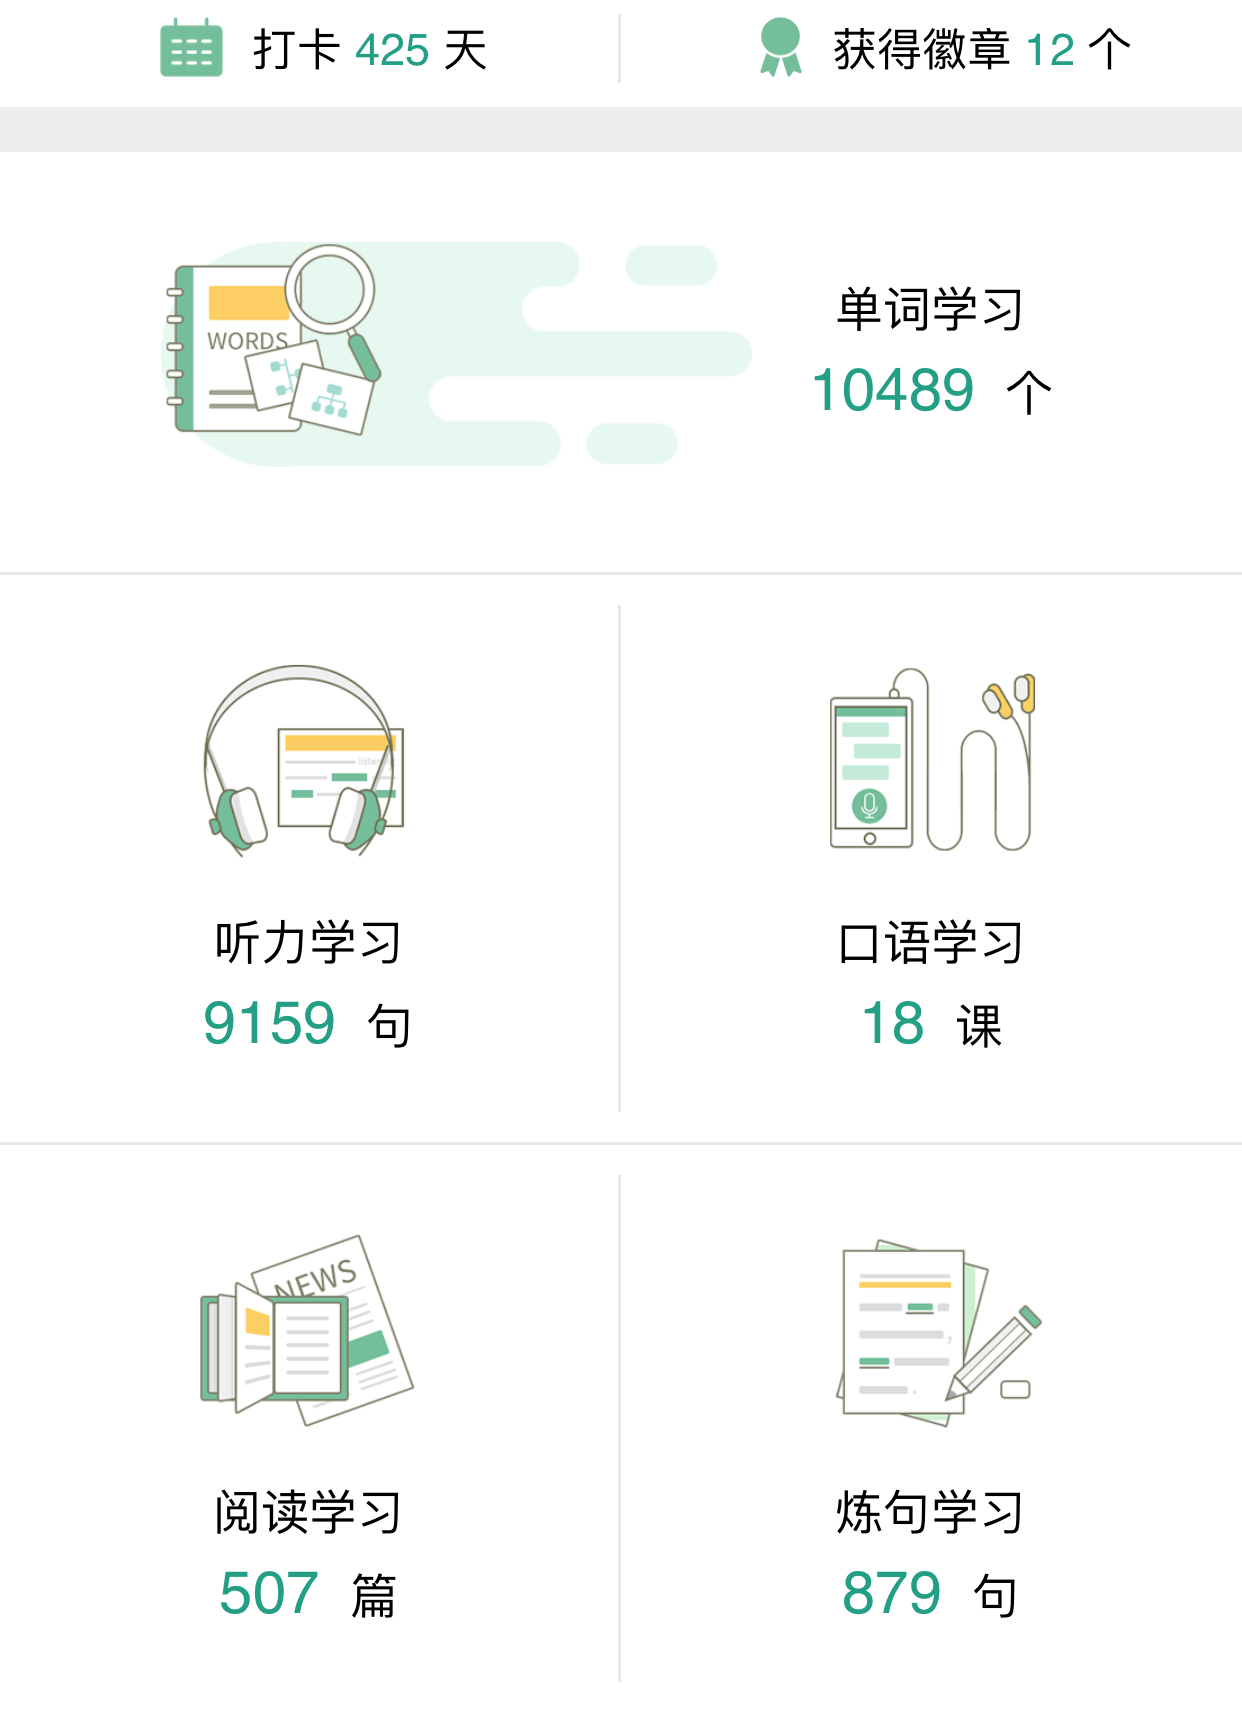 打卡 425 天
获得徽章 12 个
WORDS
单词学习
10489 个
听力学习
9159 句
口语学习
18 课
NEWS
阅读学习
507 篇
炼句学习
879 句